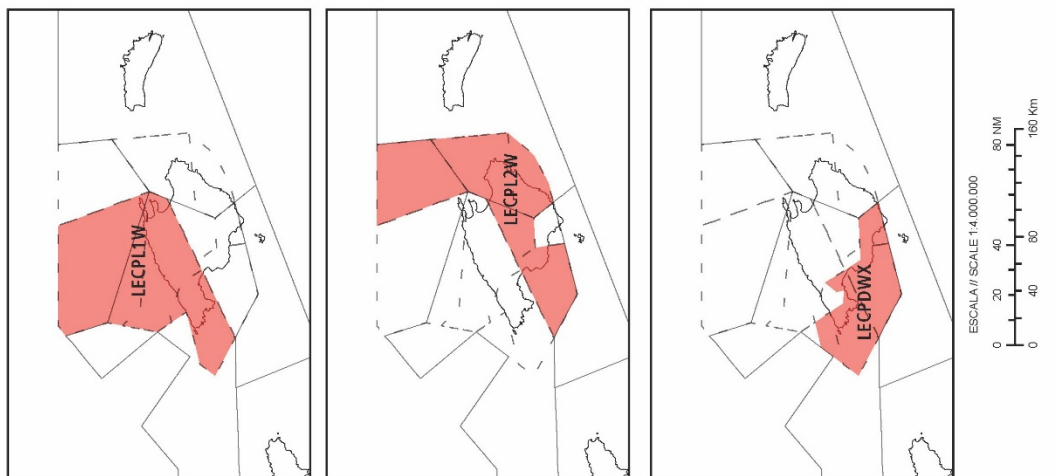 LECPL1W
LECPL2W
LECPDWX
ESCALA // SCALE 1:4.000.000
0 20 40 80 NM
0 40 80 160 Km